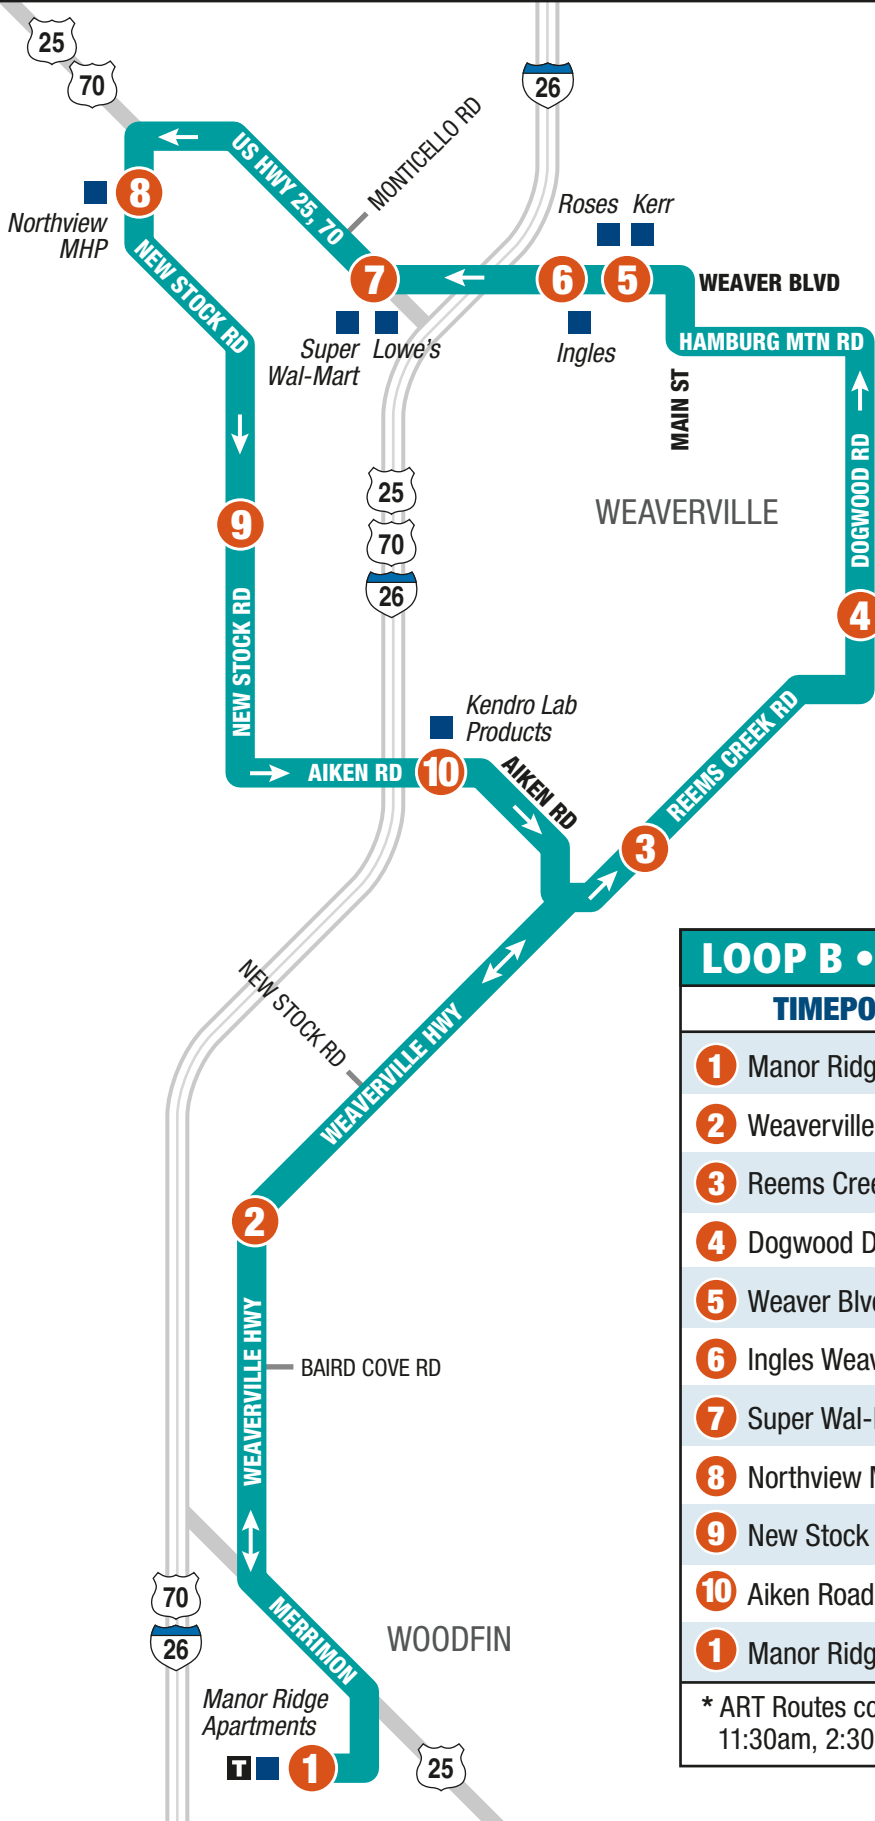 25
70
26
MONTICELLO RD
US HWY 25, 70
8
Northview
MHP
Roses Kerr
7
6
5
WEAVER BLVD
NEW STOCK RD
Super
Wal-Mart
Lowe's
Ingles
HAMBURG MTN RD
MAIN ST
25
70
26
WEAVERVILLE
DOGWOOD RD
9
4
NEW STOCK RD
Kendro Lab
Products
AIKEN RD
10
AIKEN RD
REEMS CREEK RD
3
NEW STOCK RD
WEAVERVILLE HWY
2
WEAVERVILLE HWY
BAIRD COVE RD
70
26
MERRIMON
WOODFIN
Manor Ridge
Apartments
T
1
25
LOOP B •
TIMEPO
1 Manor Ridg
2 Weaverville
3 Reems Cree
4 Dogwood D
5 Weaver Blv
6 Ingles Weav
7 Super Wal-
8 Northview
9 New Stock
10 Aiken Road
1 Manor Ridg
* ART Routes co
11:30am, 2:30